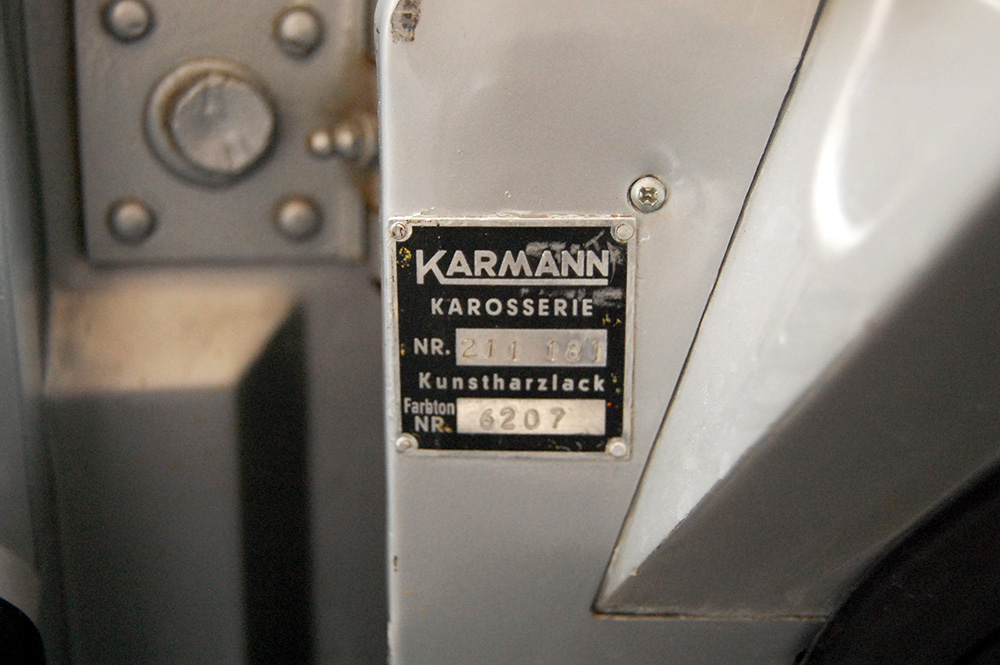 KARMANN
KAROSSERIE
NR. 211 181
Kunstharzlack
Farbton
NR. 6207